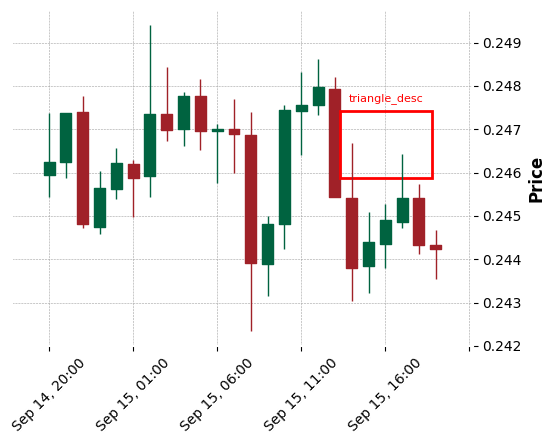 triangle_desc
0.249
0.248
0.247
0.246
0.245
0.244
0.243
0.242
Price
Sep 14, 20:00
Sep 15, 01:00
Sep 15, 06:00
Sep 15, 11:00
Sep 15, 16:00